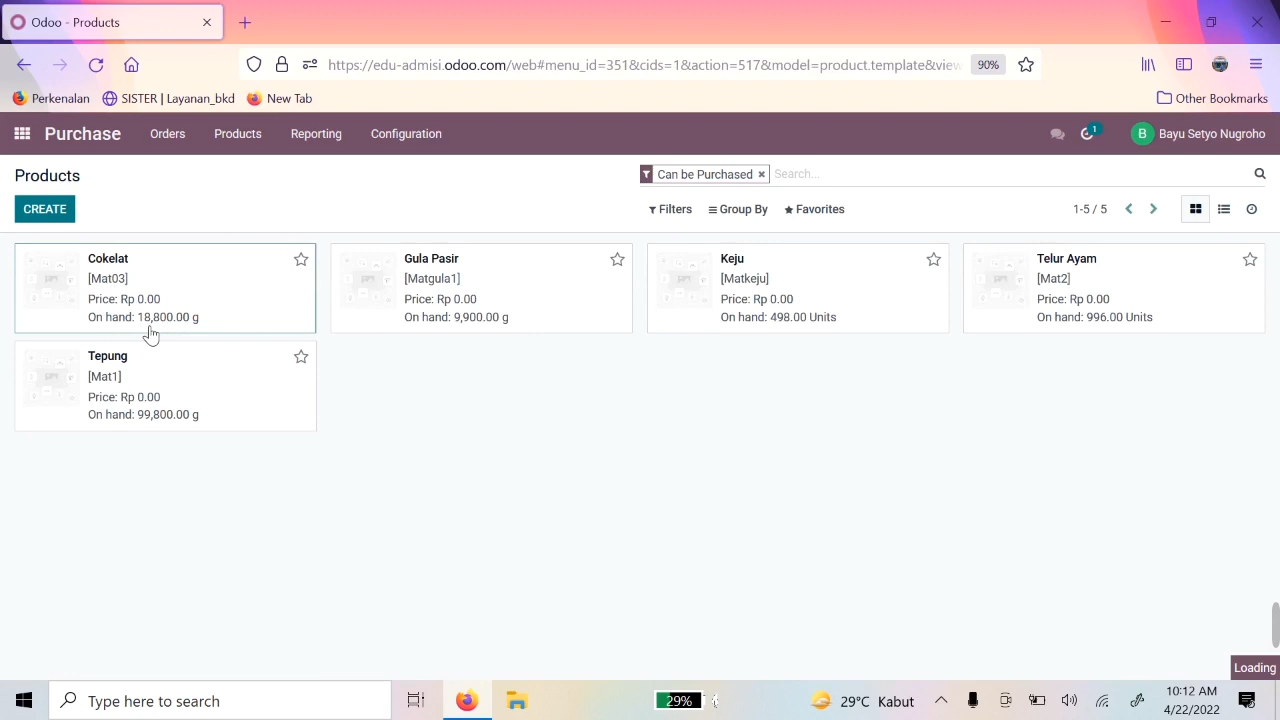 Odoo - Products
https://edu-admisi.odoo.com/web#menu_id=351&cids=1&action=517&model=product.template&view
90%
Perkenalan
SISTER | Layanan_bkd
New Tab
Other Bookmarks
Purchase
Orders
Products
Reporting
Configuration
1
B
Bayu Setyo Nugroho
Products
Can be Purchased
Search...
CREATE
Filters
Group By
Favorites
1-5 / 5
Cokelat
[Mat03]
Price: Rp 0.00
On hand: 18,800.00 g
Gula Pasir
[Matgula1]
Price: Rp 0.00
On hand: 9,900.00 g
Keju
[Matkeju]
Price: Rp 0.00
On hand: 498.00 Units
Telur Ayam
[Mat2]
Price: Rp 0.00
On hand: 996.00 Units
Tepung
[Mat1]
Price: Rp 0.00
On hand: 99,800.00 g
Loading
Type here to search
29%
29°C Kabut
10:12 AM
4/22/2022